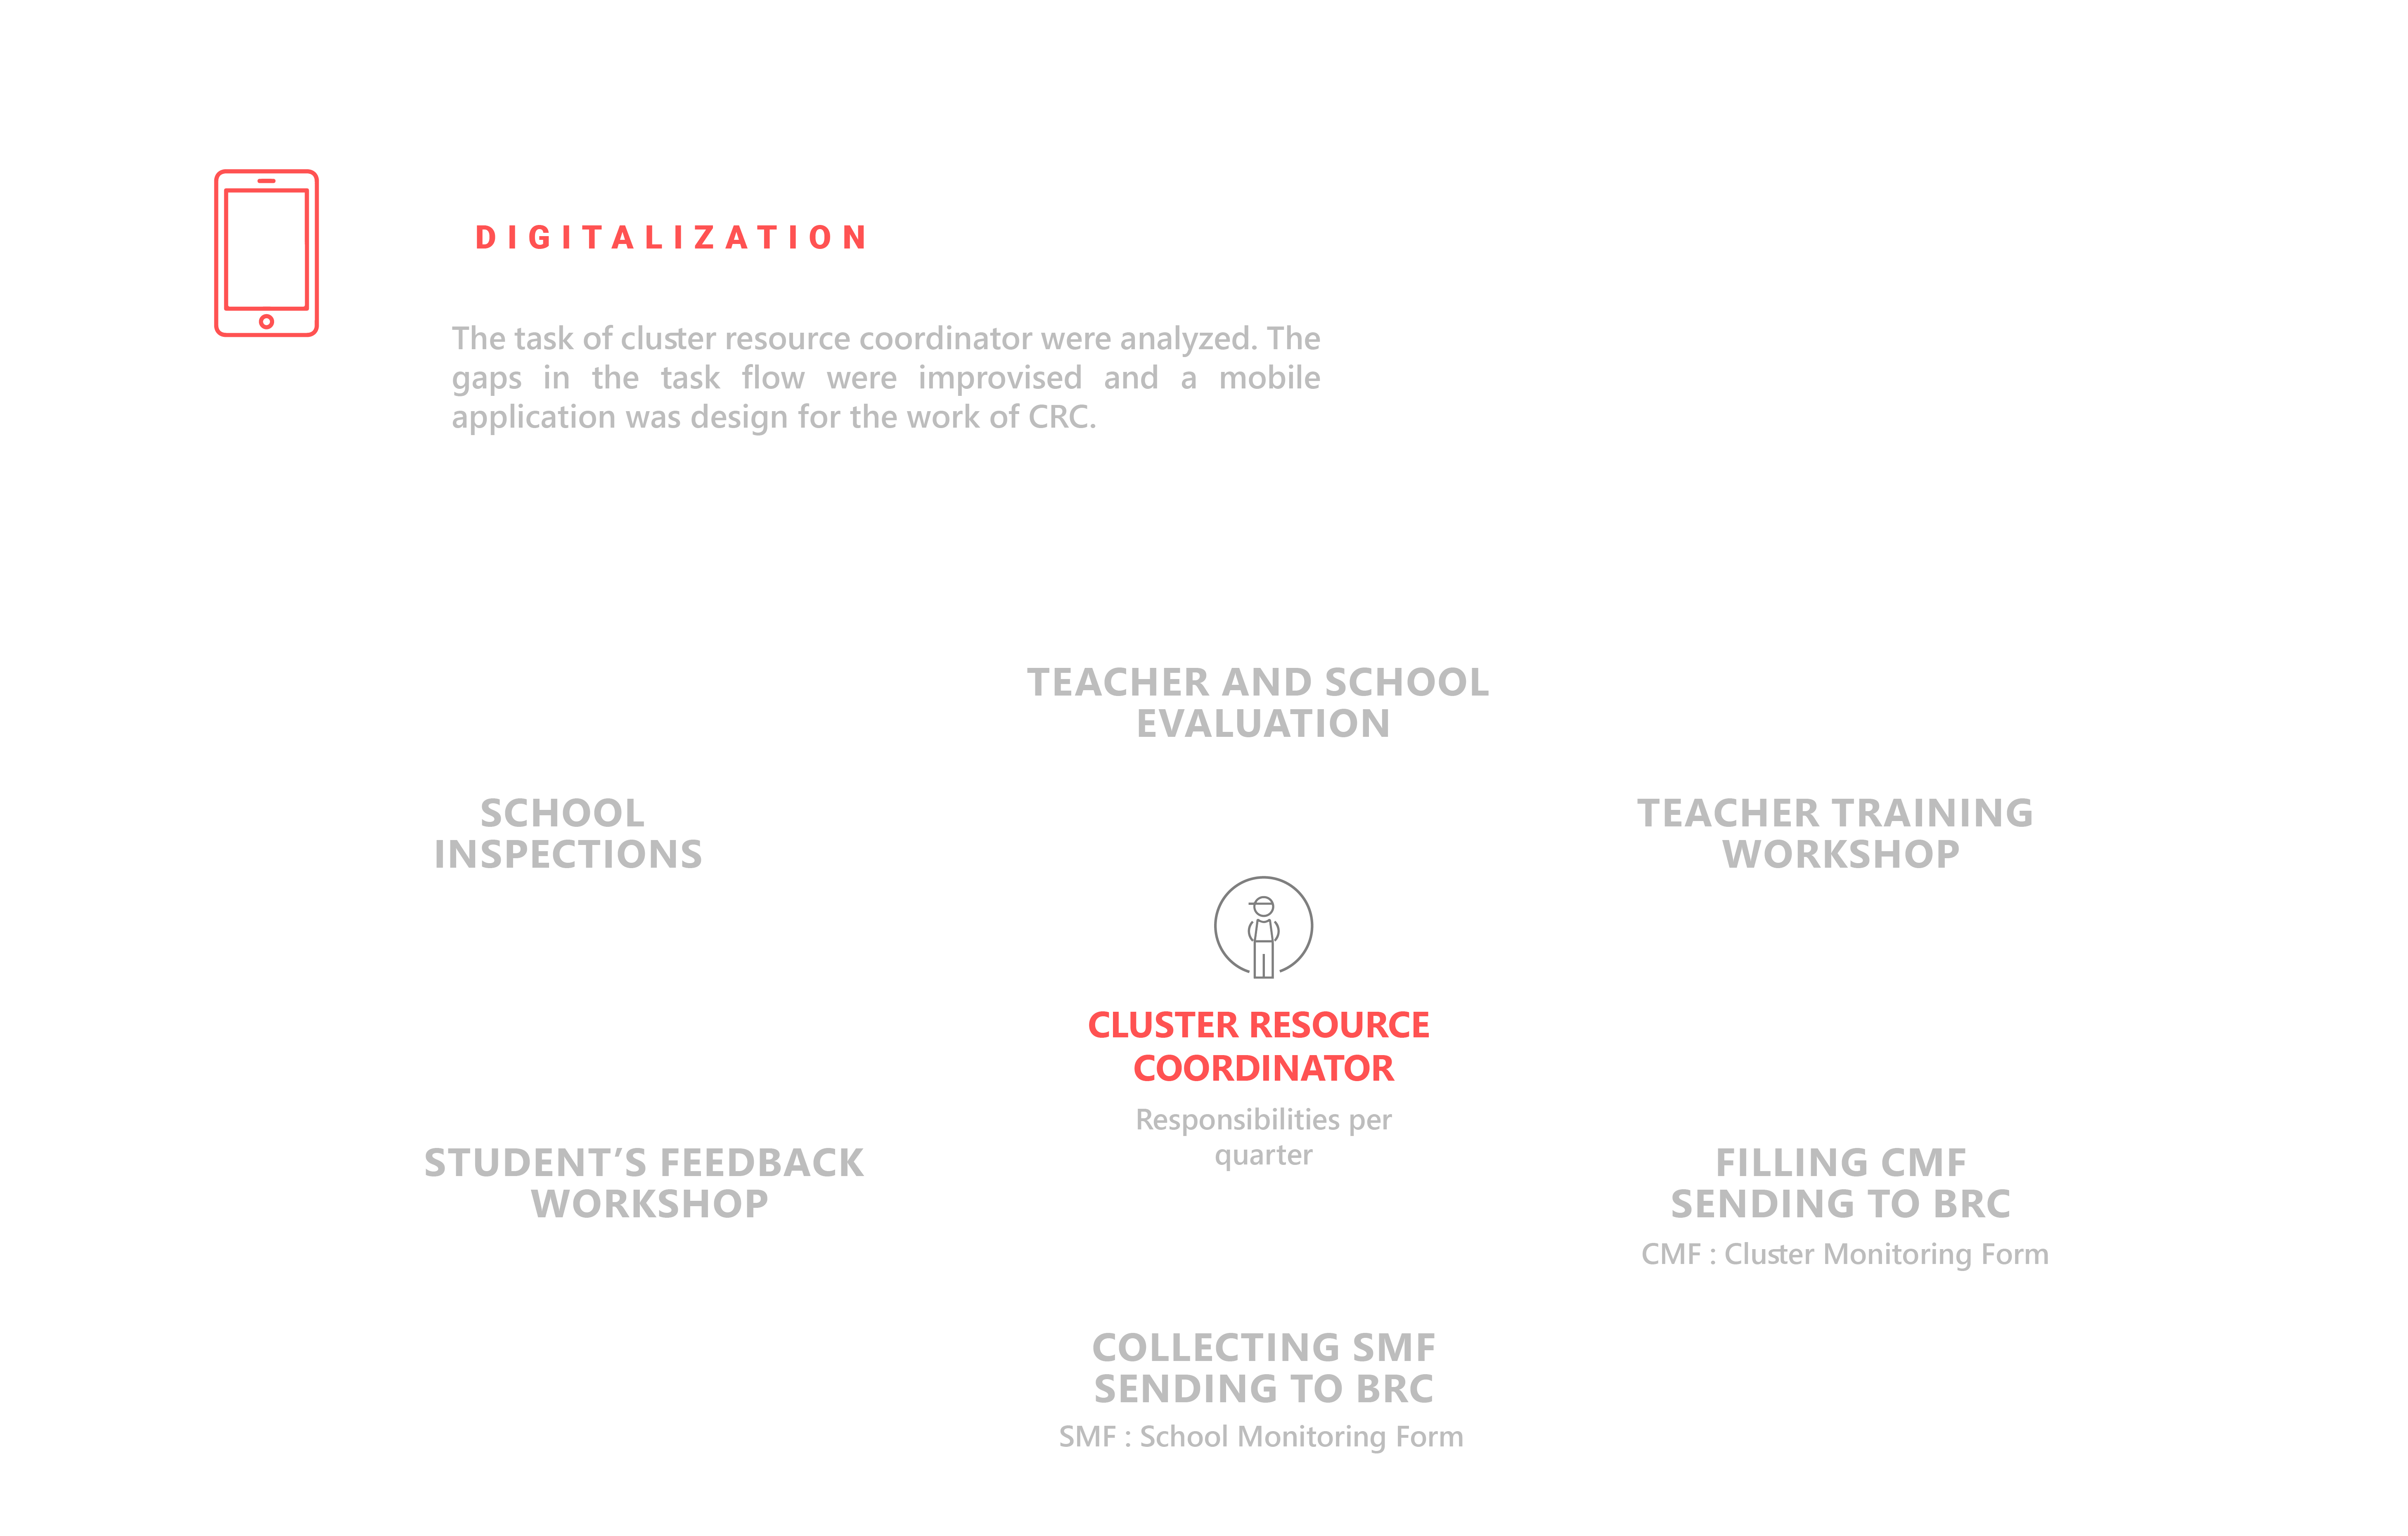 DIGITALIZATION
The task of cluster resource coordinator were analyzed. The
gaps in the task flow were improvised and a mobile
application was design for the work of CRC.
TEACHER AND SCHOOL
EVALUATION
SCHOOL
INSPECTIONS
TEACHER TRAINING
WORKSHOP
CLUSTER RESOURCE
COORDINATOR
Responsibilities per
quarter
STUDENT’S FEEDBACK
WORKSHOP
FILLING CMF
SENDING TO BRC
CMF : Cluster Monitoring Form
COLLECTING SMF
SENDING TO BRC
SMF : School Monitoring Form